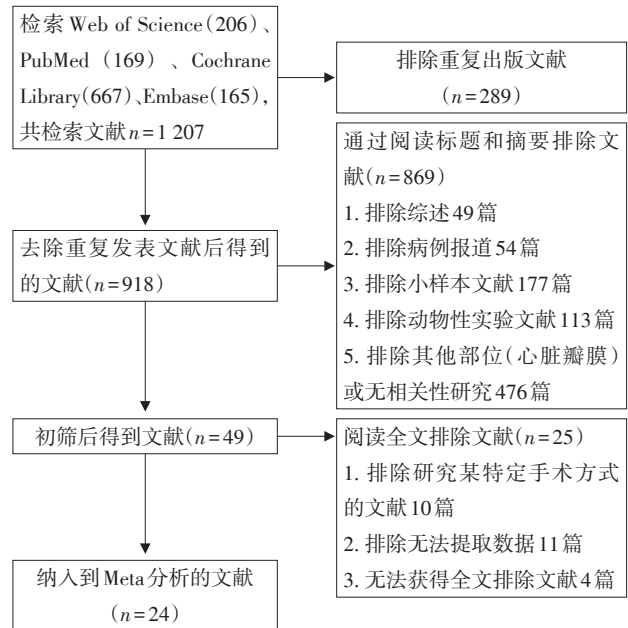 检索Web of Science(206)、
PubMed（169）、Cochrane
Library(667)、Embase(165)，
共检索文献n=1 207
排除重复出版文献
(n=289)
通过阅读标题和摘要排除文
献(n=869)
1. 排除综述49篇
2. 排除病例报道54篇
3. 排除小样本文献177篇
4. 排除动物性实验文献113篇
5. 排除其他部位(心脏瓣膜)
或无相关性研究476篇
去除重复发表文献后得到
的文献(n=918)
初筛后得到文献(n=49)
阅读全文排除文献(n=25)
1. 排除研究某特定手术方式
的文献10篇
2. 排除无法提取数据11篇
3. 无法获得全文排除文献4篇
纳入到Meta分析的文献
(n=24)